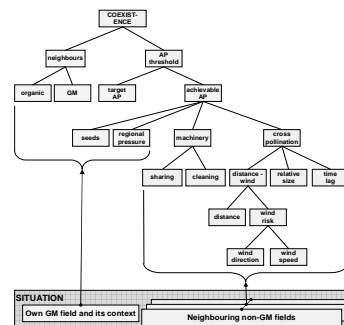 COEXIST-
ENCE
neighbours
AP
threshold
organic
GM
target
AP
achievable
AP
seeds
regional
pressure
machinery
cross
pollination
sharing
cleaning
distance -
wind
relative
size
time
lag
distance
wind
risk
wind
direction
wind
speed
SITUATION
Own GM field and its context
Neighbouring non-GM fields